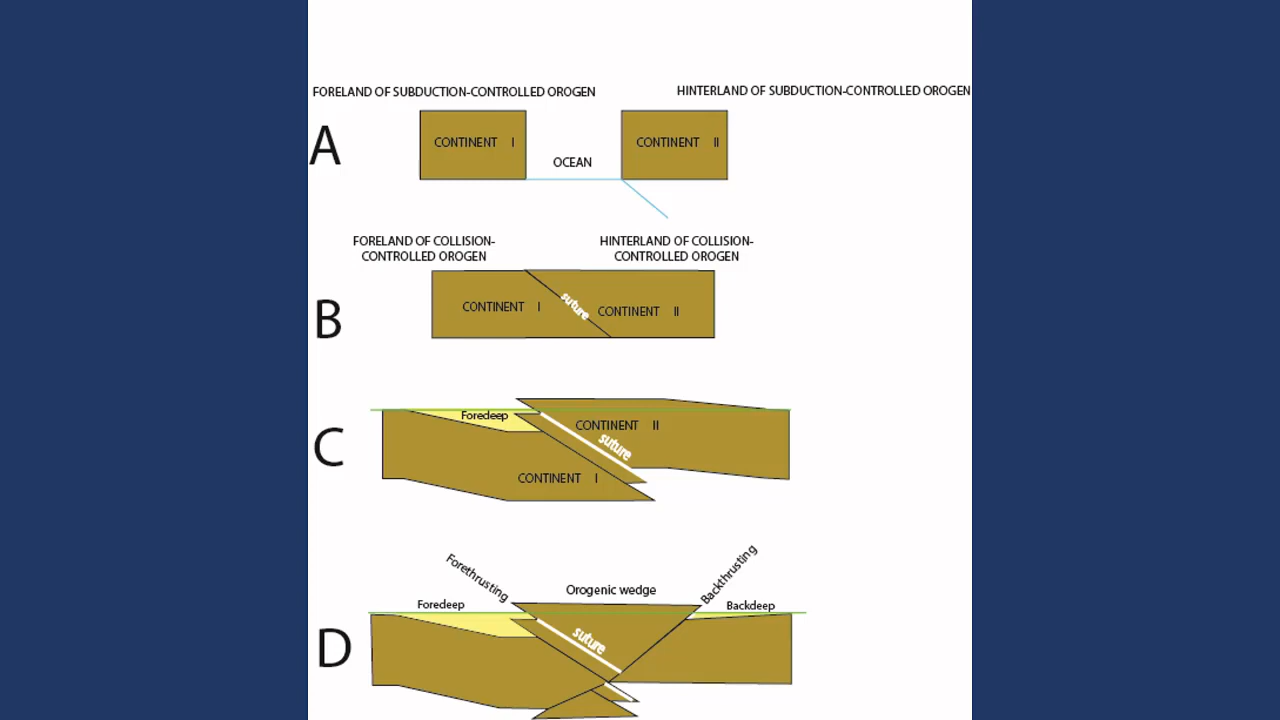 FORELAND OF SUBDUCTION-CONTROLLED OROGEN
HINTERLAND OF SUBDUCTION-CONTROLLED OROGEN
A
CONTINENT I
OCEAN
CONTINENT II
FORELAND OF COLLISION-
CONTROLLED OROGEN
HINTERLAND OF COLLISION-
CONTROLLED OROGEN
B
CONTINENT I
suture
CONTINENT II
C
Foredeep
CONTINENT II
suture
CONTINENT I
D
Forethrusting
Orogenic wedge
Backthrusting
Foredeep
Backdeep
suture